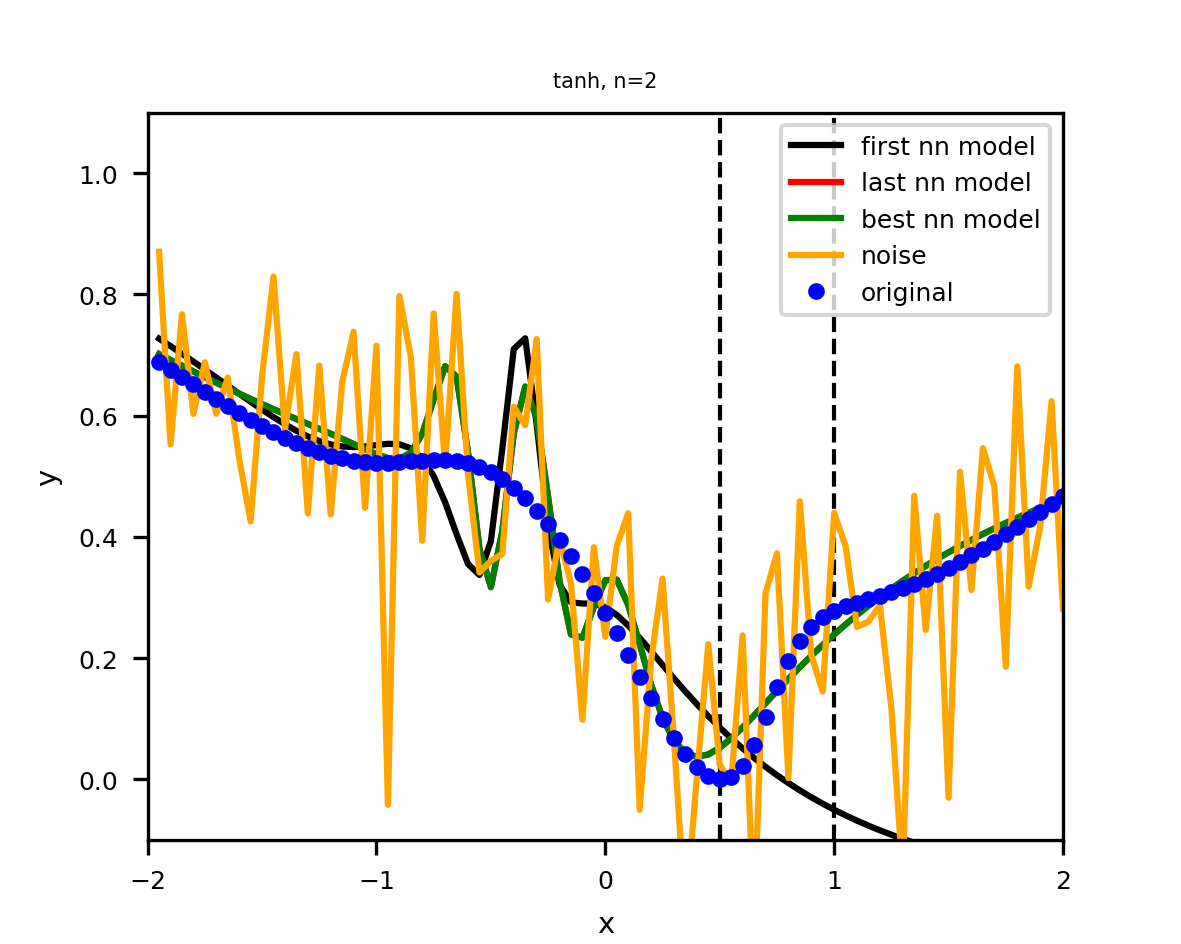 tanh, n=2
first nn model
last nn model
best nn model
noise
original
y
1.0
0.8
0.6
0.4
0.2
0.0
−2 −1 0 1 2
x